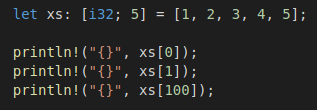 let xs: [i32; 5] = [1, 2, 3, 4, 5];
println!("{}", xs[0]);
println!("{}", xs[1]);
println!("{}", xs[100]);